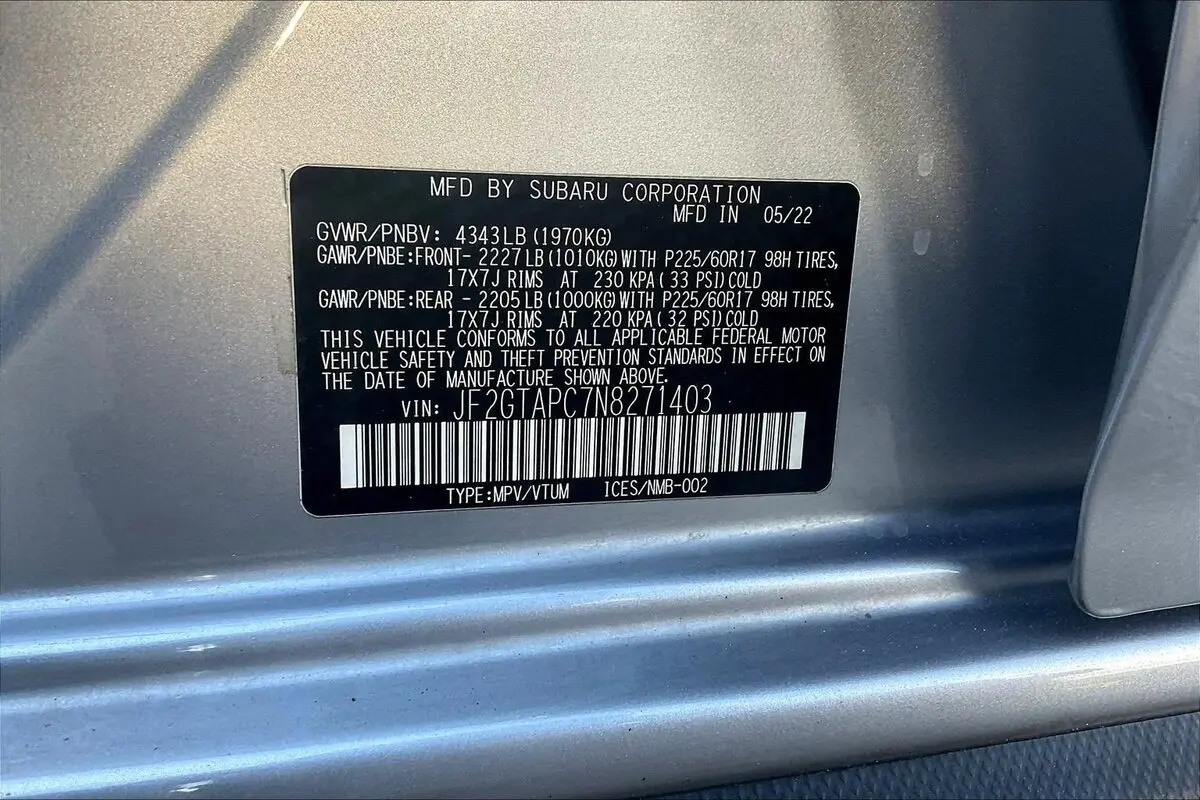 MFD BY SUBARU CORPORATION
MFD IN 05/22
GVWR/PNBV: 4343LB (1970KG)
GAWR/PNBE:FRONT- 2227LB (1010KG) WITH P225/60R17 98H TIRES,
17X7J RIMS AT 230 KPA ( 33 PSI) COLD
GAWR/PNBE:REAR - 2205LB (1000KG) WITH P225/60R17 98H TIRES,
17X7J RIMS AT 220 KPA ( 32 PSI) COLD
THIS VEHICLE CONFORMS TO ALL APPLICABLE FEDERAL MOTOR
VEHICLE SAFETY AND THEFT PREVENTION STANDARDS IN EFFECT ON
THE DATE OF MANUFACTURE SHOWN ABOVE.
VIN: JF2GTAPC7N8271403
TYPE:MPV/VTUM ICES/NMB-002